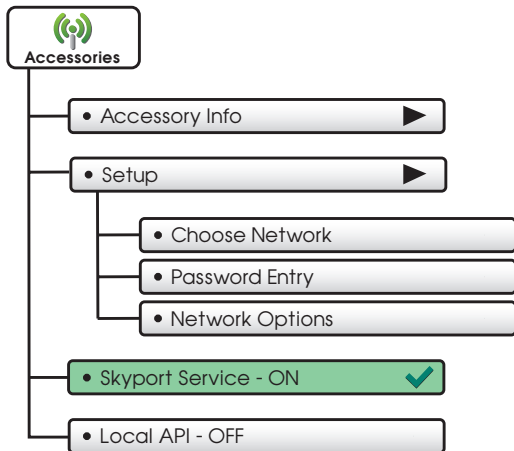 Accessories
• Accessory Info
• Setup
• Choose Network
• Password Entry
• Network Options
• Skyport Service - ON
• Local API - OFF